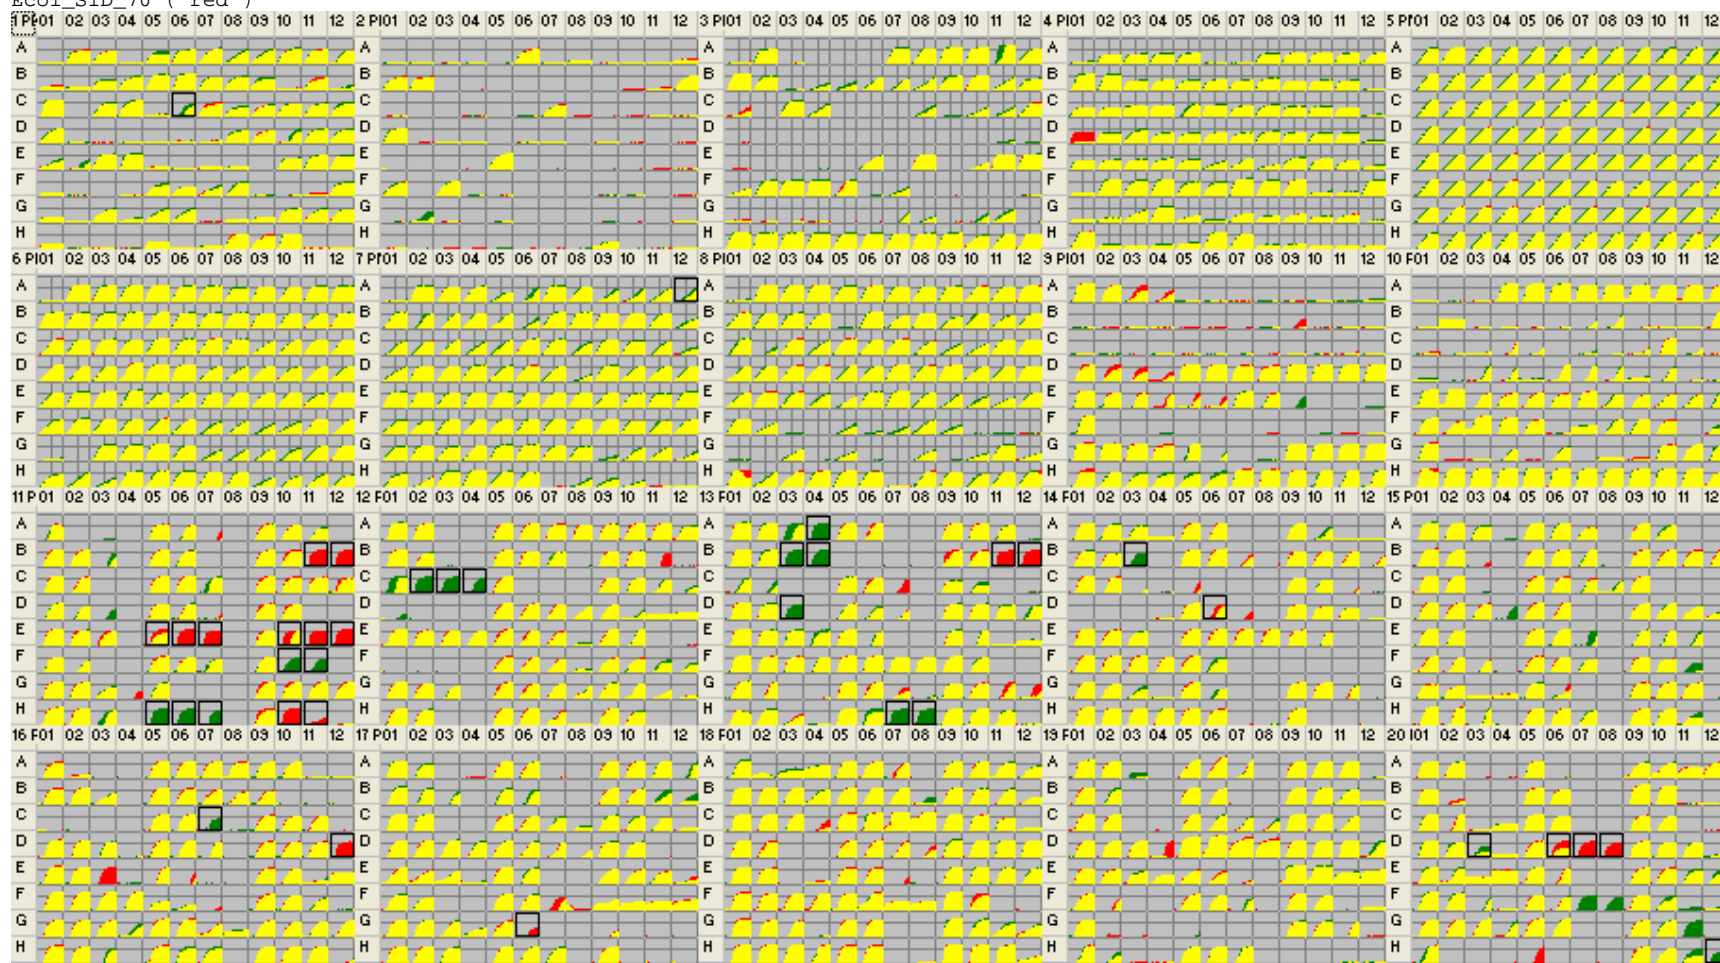 Ecol_SID_70 ( red )
1 Pl01 02 03 04 05 06 07 08 09 10 11 12 2 Pl01 02 03 04 05 06 07 08 09 10 11 12 3 Pl01 02 03 04 05 06 07 08 09 10 11 12 4 Pl01 02 03 04 05 06 07 08 09 10 11 12 5 Pl01 02 03 04 05 06 07 08 09 10 11 12
A A A A A
B B B B B
C C C C C
D D D D D
E E E E E
F F F F F
G G G G G
H H H H H
6 Pl01 02 03 04 05 06 07 08 09 10 11 12 7 Pl01 02 03 04 05 06 07 08 09 10 11 12 8 Pl01 02 03 04 05 06 07 08 09 10 11 12 9 Pl01 02 03 04 05 06 07 08 09 10 11 12 10 F01 02 03 04 05 06 07 08 09 10 11 12
A A A A A
B B B B B
C C C C C
D D D D D
E E E E E
F F F F F
G G G G G
H H H H H
11 P01 02 03 04 05 06 07 08 09 10 11 12 12 F01 02 03 04 05 06 07 08 09 10 11 12 13 F01 02 03 04 05 06 07 08 09 10 11 12 14 F01 02 03 04 05 06 07 08 09 10 11 12 15 P01 02 03 04 05 06 07 08 09 10 11 12
A A A A A
B B B B B
C C C C C
D D D D D
E E E E E
F F F F F
G G G G G
H H H H H
16 F01 02 03 04 05 06 07 08 09 10 11 12 17 P01 02 03 04 05 06 07 08 09 10 11 12 18 F01 02 03 04 05 06 07 08 09 10 11 12 19 F01 02 03 04 05 06 07 08 09 10 11 12 20 I01 02 03 04 05 06 07 08 09 10 11 12
A A A A A
B B B B B
C C C C C
D D D D D
E E E E E
F F F F F
G G G G G
H H H H H